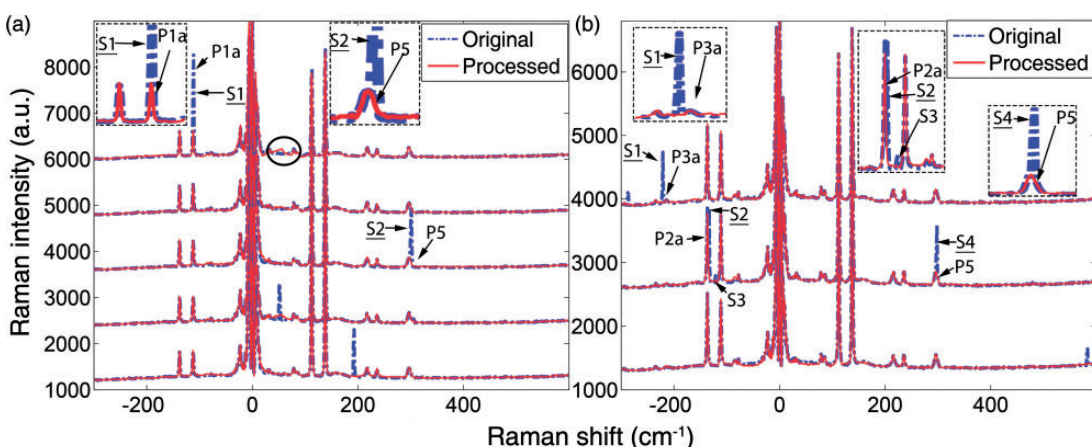 (a)
S1
P1a
P1a
S1
S2
P5
Original
Processed
S2
P5
8000
7000
6000
5000
4000
3000
2000
1000
-200
0
200
400
Raman intensity (a.u.)
(b)
S1
P3a
S1
P3a
P2a
S2
S3
S4
P5
Original
Processed
S2
P2a
S3
S4
P5
6000
5000
4000
3000
2000
1000
-200
0
200
400
Raman shift (cm-1)